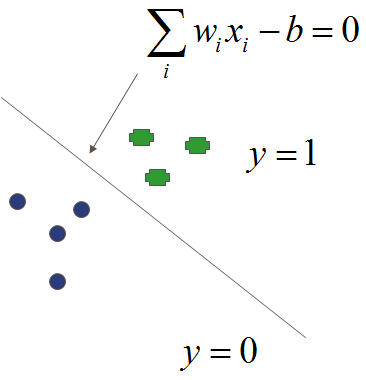 ∑ᵢ wᵢxᵢ − b = 0
y = 1
y = 0